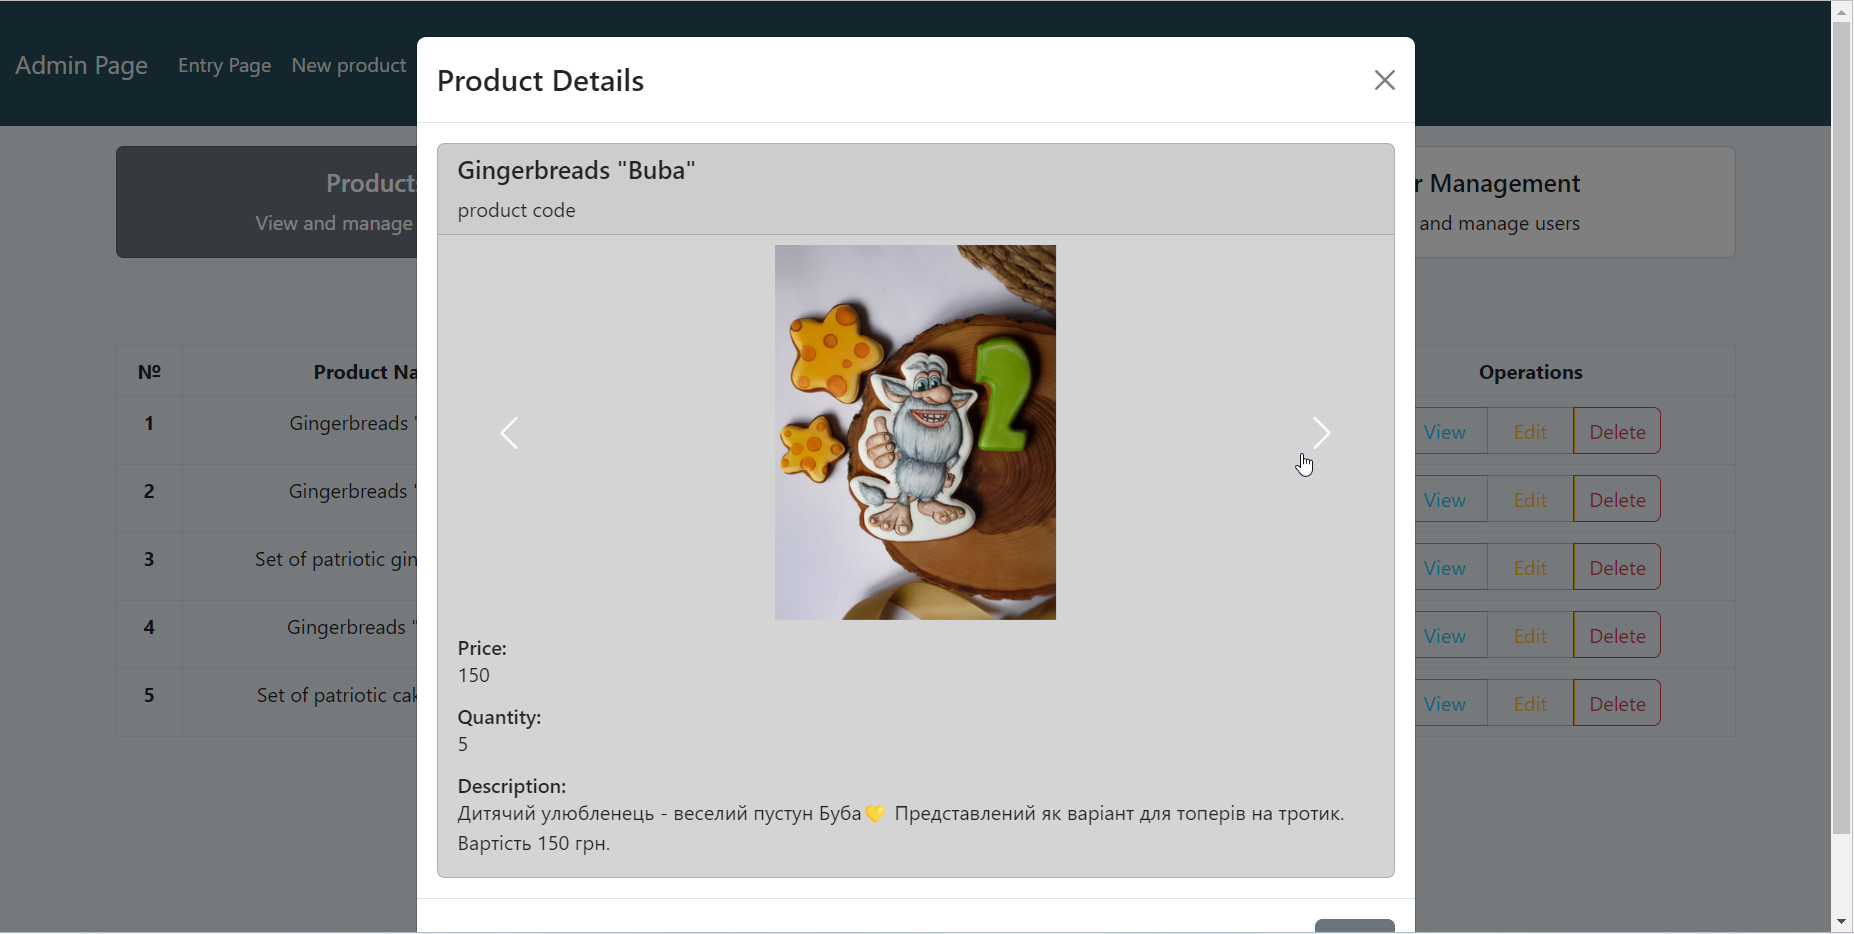 Admin Page
Entry Page
New product
Product Details
Products
View and manage
r Management
and manage users
Gingerbreads "Buba"
product code
2
Price:
150
Quantity:
5
Description:
Дитячий улюбленець - веселий пустун Буба💛 Представлений як варіант для топерів на тротик.
Вартість 150 грн.
№ Product Na Operations
1 Gingerbreads " View Edit Delete
2 Gingerbreads " View Edit Delete
3 Set of patriotic gin View Edit Delete
4 Gingerbreads " View Edit Delete
5 Set of patriotic cak View Edit Delete